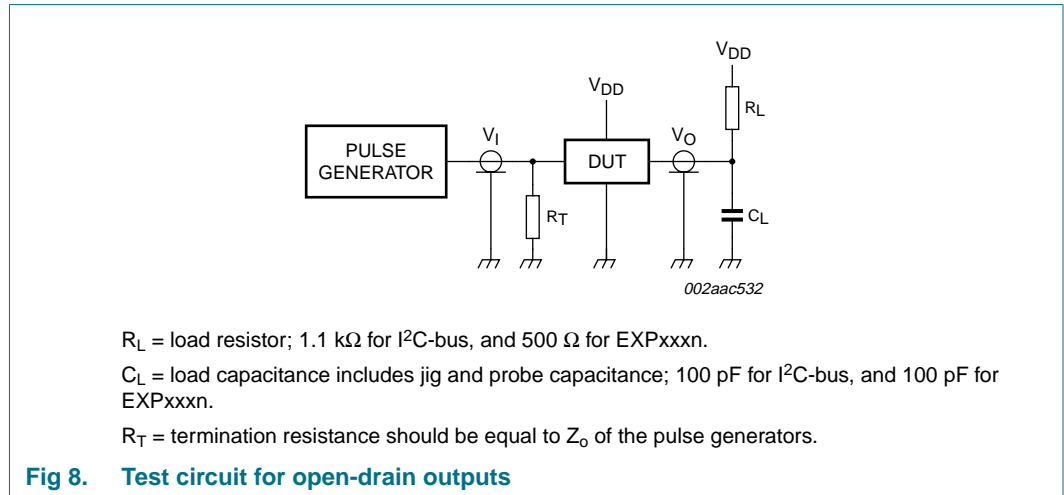 VDD
VDD
RL
PULSE
GENERATOR
VI
DUT
VO
RT
CL
002aac532
RL = load resistor; 1.1 kΩ for I2C-bus, and 500 Ω for EXPxxxn.
CL = load capacitance includes jig and probe capacitance; 100 pF for I2C-bus, and 100 pF for
EXPxxxn.
RT = termination resistance should be equal to Zo of the pulse generators.
Fig 8. Test circuit for open-drain outputs